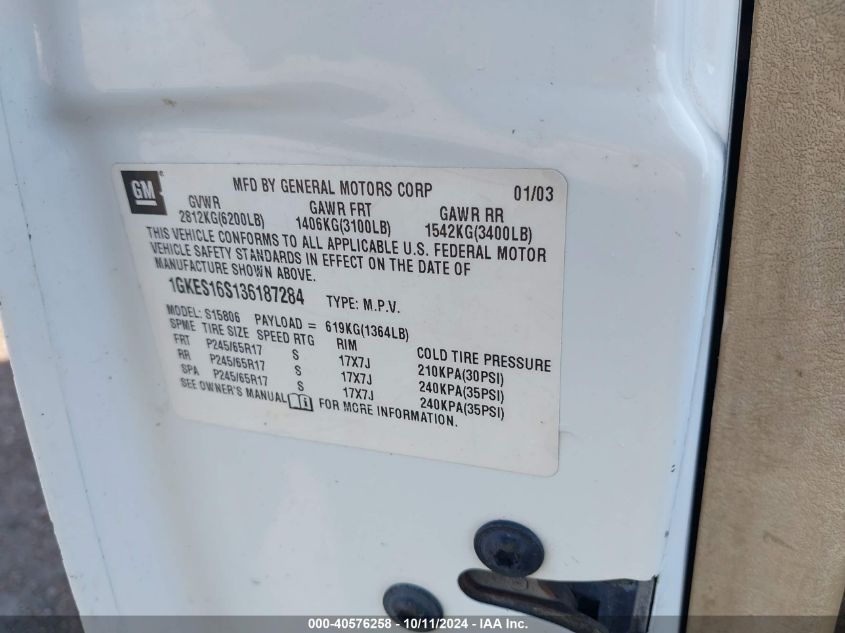 GM ® MFD BY GENERAL MOTORS CORP 01/03
GVWR GAWR FRT GAWR RR
2812KG(6200LB) 1406KG(3100LB) 1542KG(3400LB)
THIS VEHICLE CONFORMS TO ALL APPLICABLE U.S. FEDERAL MOTOR
VEHICLE SAFETY STANDARDS IN EFFECT ON THE DATE OF
MANUFACTURE SHOWN ABOVE.
1GKES16S136187284 TYPE: M.P.V.
MODEL: S15806 PAYLOAD = 619KG(1364LB)
SPME TIRE SIZE SPEED RTG RIM COLD TIRE PRESSURE
FRT P245/65R17 S 17X7J 210KPA(30PSI)
RR P245/65R17 S 17X7J 240KPA(35PSI)
SPA P245/65R17 S 17X7J 240KPA(35PSI)
SEE OWNER'S MANUAL i FOR MORE INFORMATION.
000-40576258 - 10/11/2024 - IAA Inc.